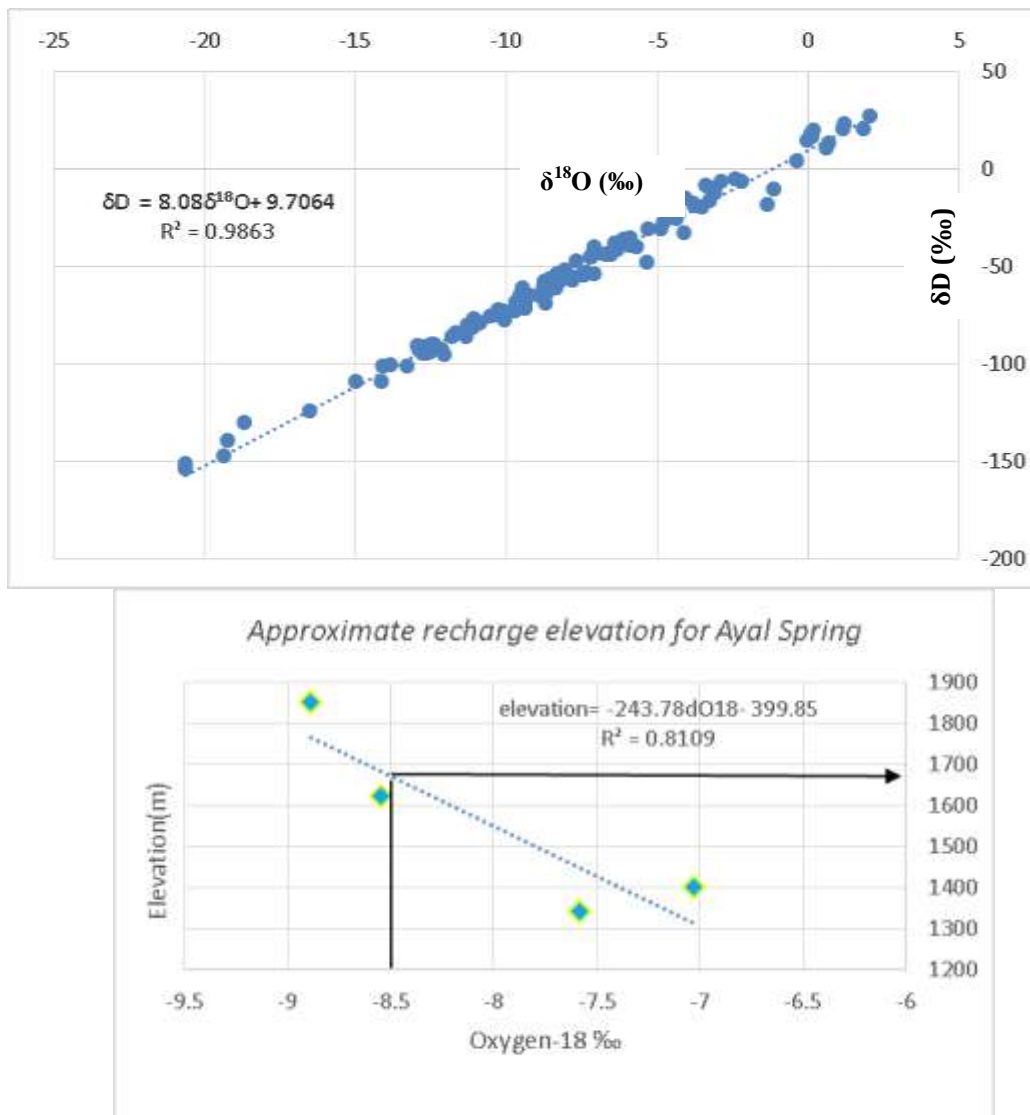 -25 -20 -15 -10 -5 0 5
50
0
δ¹⁸O (‰)
δD = 8.08δ¹⁸O+ 9.7064
R² = 0.9863
-50
δD (‰)
-100
-150
-200
Approximate recharge elevation for Ayal Spring
elevation= -243.78dO18- 399.85
R² = 0.8109
1900
1800
1700
1600
1500
1400
1300
1200
Elevation(m)
-9.5 -9 -8.5 -8 -7.5 -7 -6.5 -6
Oxygen-18 ‰